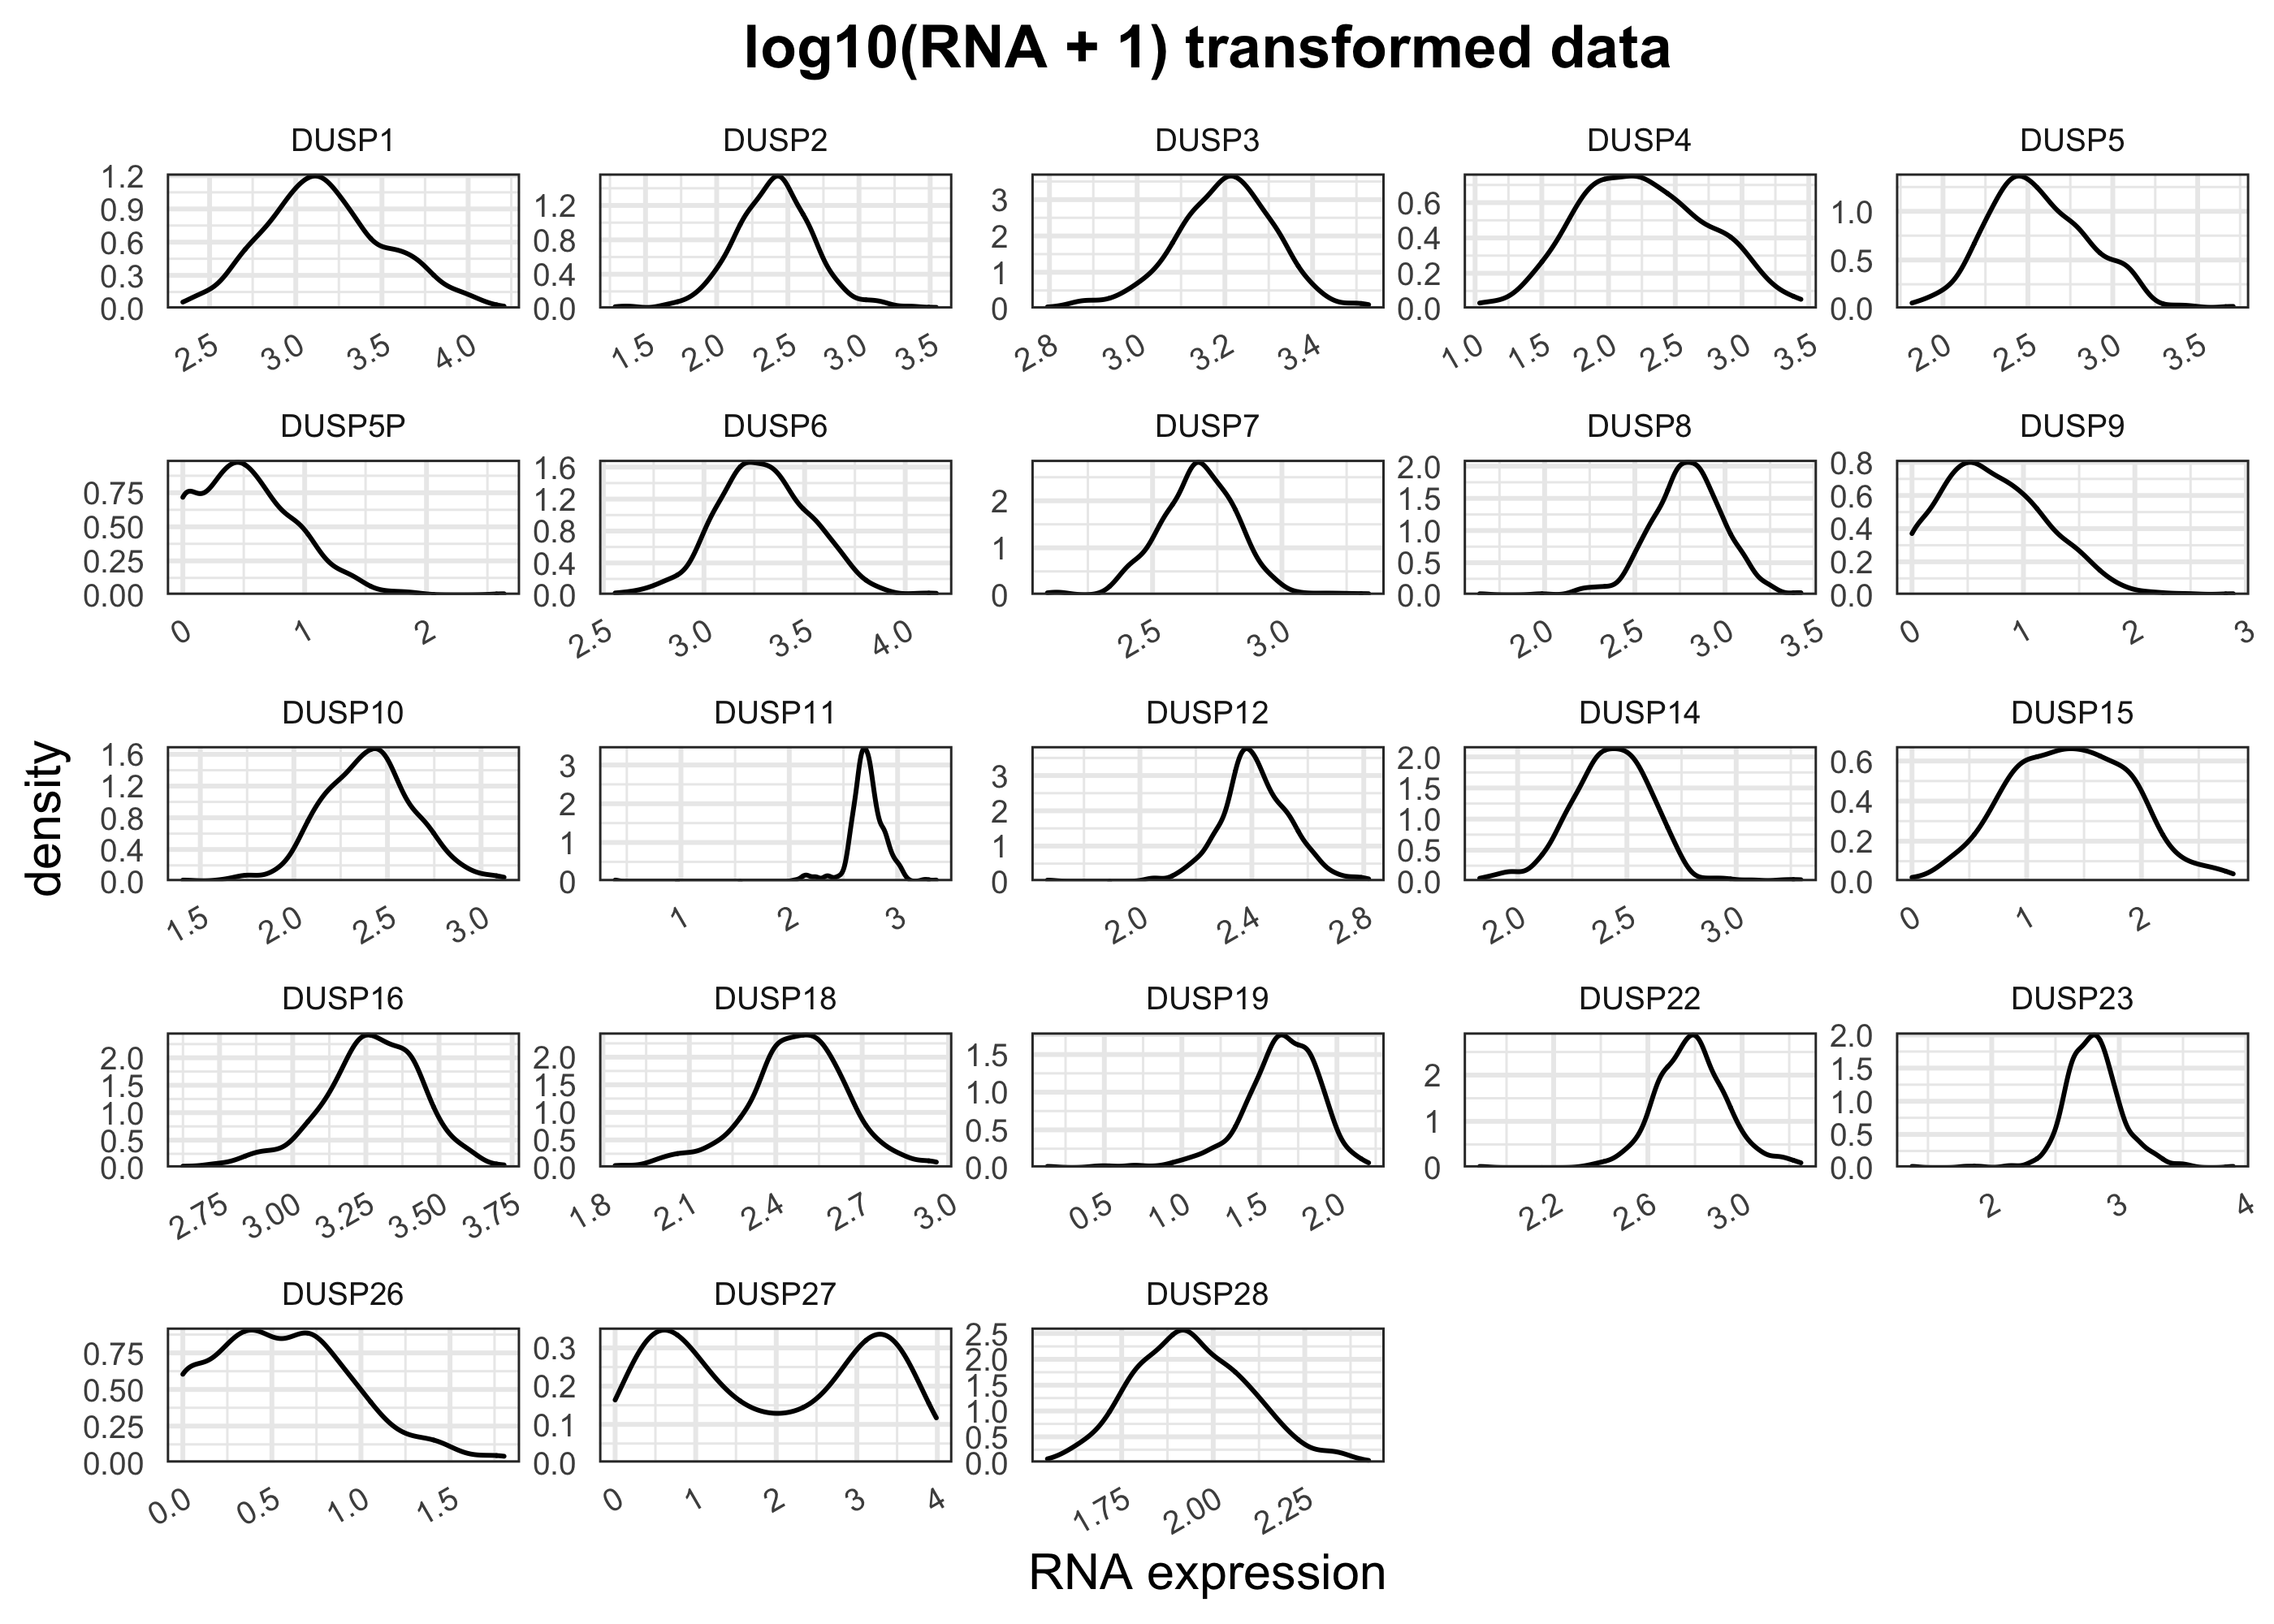 log10(RNA + 1) transformed data
DUSP1 DUSP2 DUSP3 DUSP4 DUSP5
1.2 0.9 0.6 0.3 0.0
1.2 0.8 0.4 0.0
3 2 1 0
0.6 0.4 0.2 0.0
1.0 0.5 0.0
2.5 3.0 3.5 4.0
1.5 2.0 2.5 3.0 3.5
2.8 3.0 3.2 3.4
1.0 1.5 2.0 2.5 3.0 3.5
2.0 2.5 3.0 3.5
DUSP5P DUSP6 DUSP7 DUSP8 DUSP9
0.75 0.50 0.25 0.00
1.6 1.2 0.8 0.4 0.0
2 1 0
2.0 1.5 1.0 0.5 0.0
0.8 0.6 0.4 0.2 0.0
0 1 2
2.5 3.0 3.5 4.0
2.5 3.0
2.0 2.5 3.0 3.5
0 1 2 3
DUSP10 DUSP11 DUSP12 DUSP14 DUSP15
1.6 1.2 0.8 0.4 0.0
3 2 1 0
3 2 1 0
2.0 1.5 1.0 0.5 0.0
0.6 0.4 0.2 0.0
1.5 2.0 2.5 3.0
1 2 3
2.0 2.4 2.8
2.0 2.5 3.0
0 1 2
DUSP16 DUSP18 DUSP19 DUSP22 DUSP23
2.0 1.5 1.0 0.5 0.0
2.0 1.5 1.0 0.5 0.0
1.5 1.0 0.5 0.0
2 1 0
2.0 1.5 1.0 0.5 0.0
2.75 3.00 3.25 3.50 3.75
1.8 2.1 2.4 2.7 3.0
0.5 1.0 1.5 2.0
2.2 2.6 3.0
2 3 4
DUSP26 DUSP27 DUSP28
0.75 0.50 0.25 0.00
0.3 0.2 0.1 0.0
2.5 2.0 1.5 1.0 0.5 0.0
0.0 0.5 1.0 1.5
0 1 2 3 4
1.75 2.00 2.25
density
RNA expression